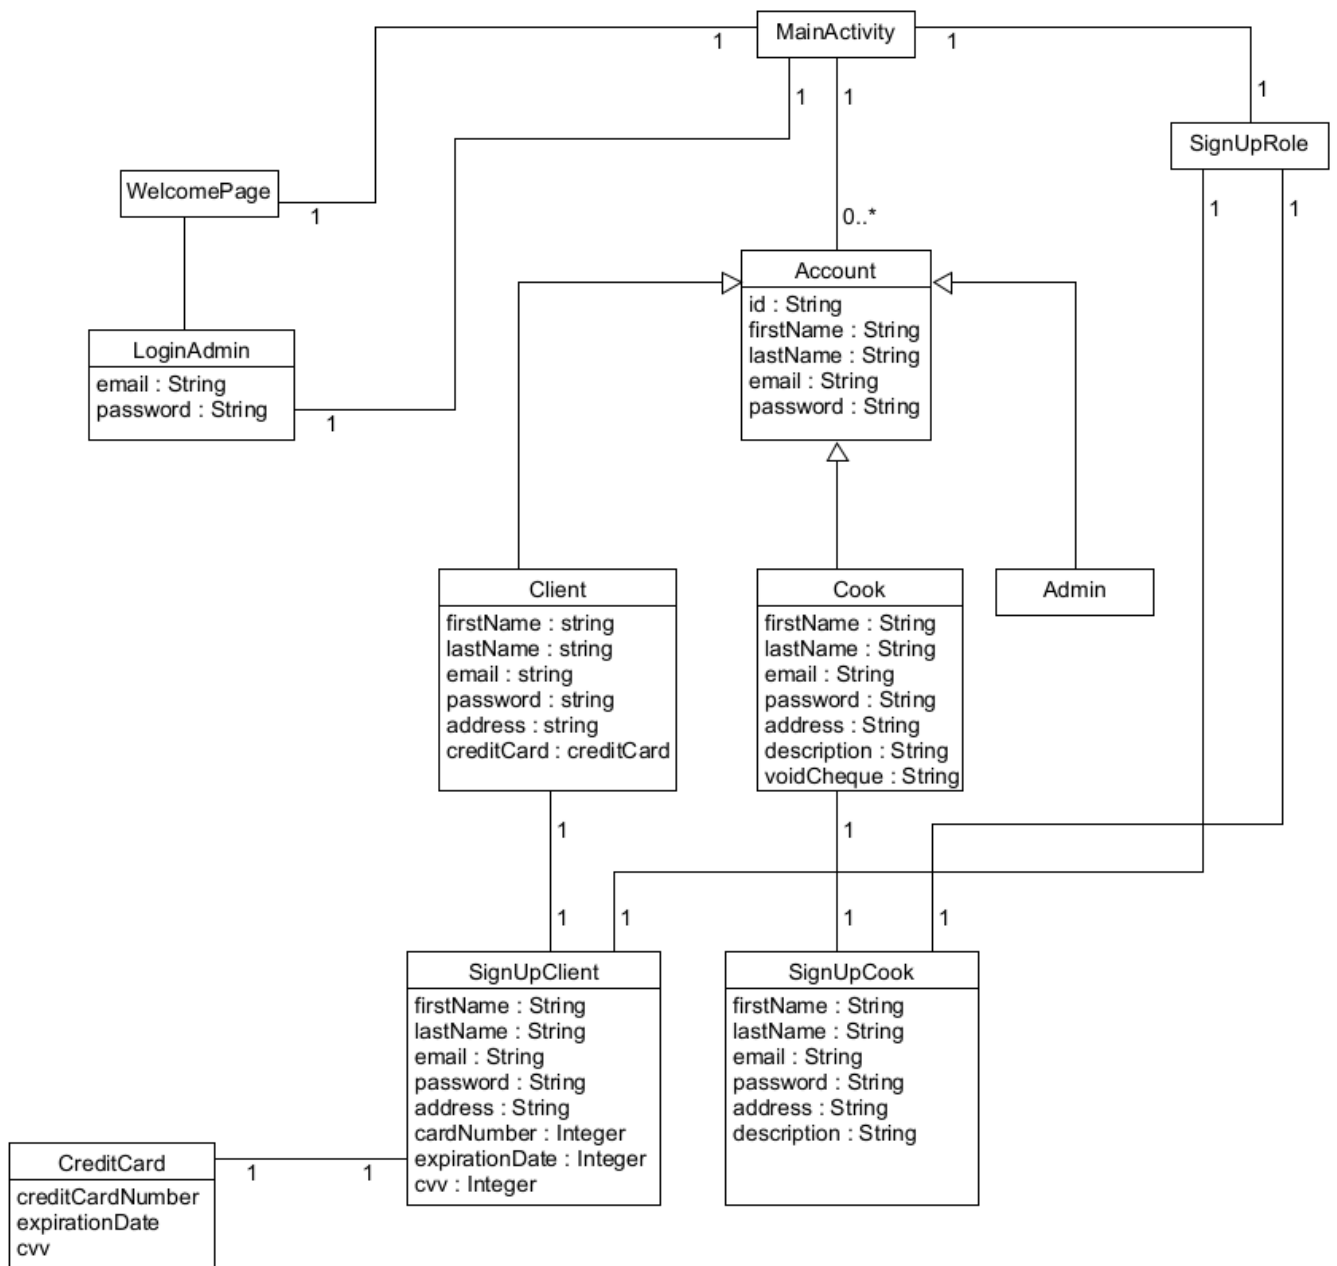 MainActivity
1
1
1
1
1
SignUpRole
WelcomePage
1
1
1
0..*
Account
id : String
firstName : String
lastName : String
email : String
password : String
LoginAdmin
email : String
password : String
1
Client
firstName : string
lastName : string
email : string
password : string
address : string
creditCard : creditCard
Cook
firstName : String
lastName : String
email : String
password : String
address : String
description : String
voidCheque : String
Admin
1
1
1
1
1
1
SignUpClient
firstName : String
lastName : String
email : String
password : String
address : String
cardNumber : Integer
expirationDate : Integer
cvv : Integer
SignUpCook
firstName : String
lastName : String
email : String
password : String
address : String
description : String
CreditCard
creditCardNumber
expirationDate
cvv
1
1